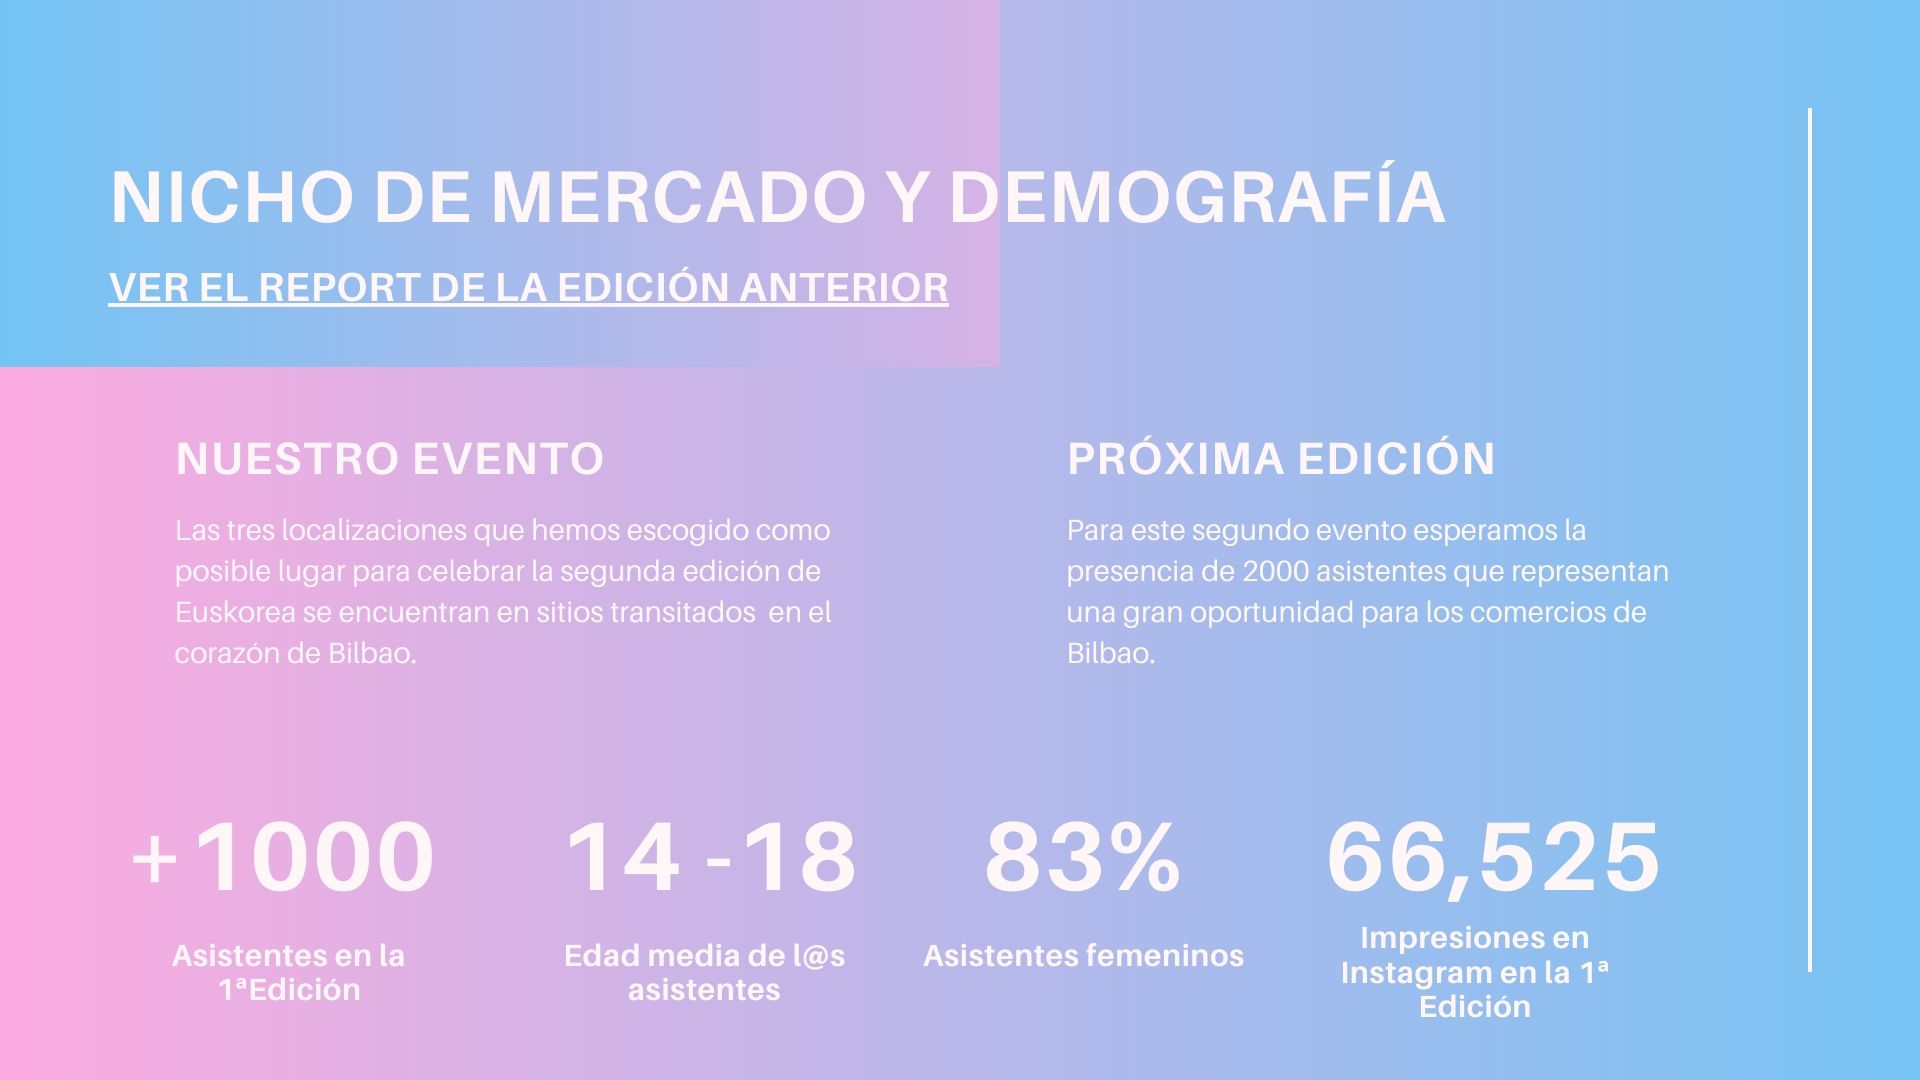 NICHO DE MERCADO Y DEMOGRAFÍA
VER EL REPORT DE LA EDICIÓN ANTERIOR
NUESTRO EVENTO
Las tres localizaciones que hemos escogido como
posible lugar para celebrar la segunda edición de
Euskorea se encuentran en sitios transitados  en el
corazón de Bilbao.
PRÓXIMA EDICIÓN
Para este segundo evento esperamos la
presencia de 2000 asistentes que representan
una gran oportunidad para los comercios de
Bilbao.
+1000
Asistentes en la
1ªEdición
14 -18
Edad media de l@s
asistentes
83%
Asistentes femeninos
66,525
Impresiones en
Instagram en la 1ª
Edición